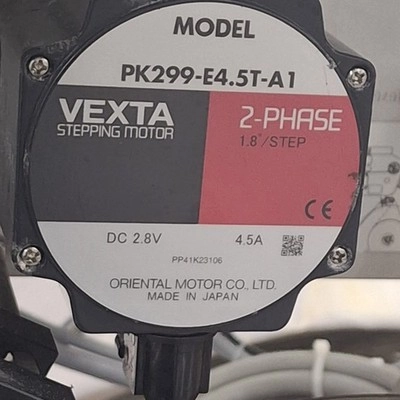 MODEL
PK299-E4.5T-A1
VEXTA
STEPPING MOTOR
2-PHASE
1.8°/STEP
CE
DC 2.8V 4.5A
PP41K23106
ORIENTAL MOTOR CO., LTD.
MADE IN JAPAN